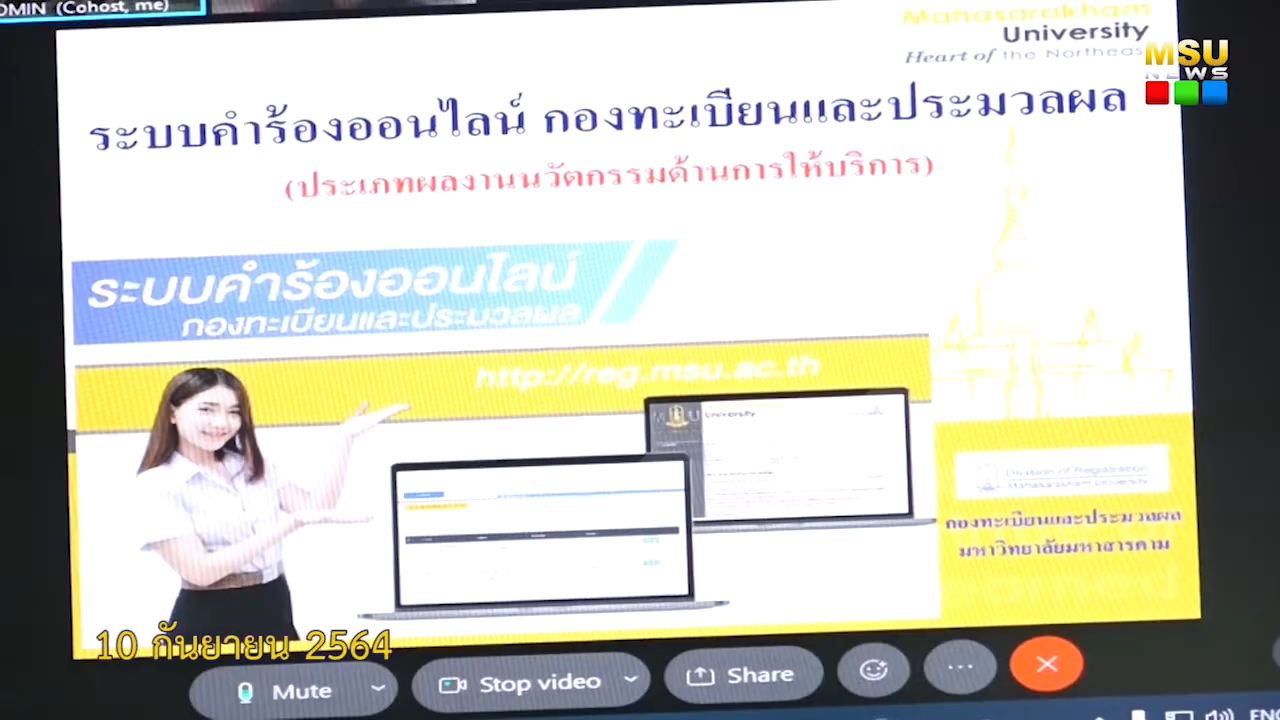 DMIN (Cohost, me)
Mahasarakham
University
Heart of the Northeas
MSU
NEWS
ระบบคำร้องออนไลน์ กองทะเบียนและประมวลผล
(ประเภทผลงานนวัตกรรมด้านการให้บริการ)
ระบบคำร้องออนไลน์
กองทะเบียนและประมวลผล
http://reg.msu.ac.th
MSU University
Division of Registration
Mahasarakham University
กองทะเบียนและประมวลผล
มหาวิทยาลัยมหาสารคาม
10 กันยายน 2564
Mute
Stop video
Share
ENG